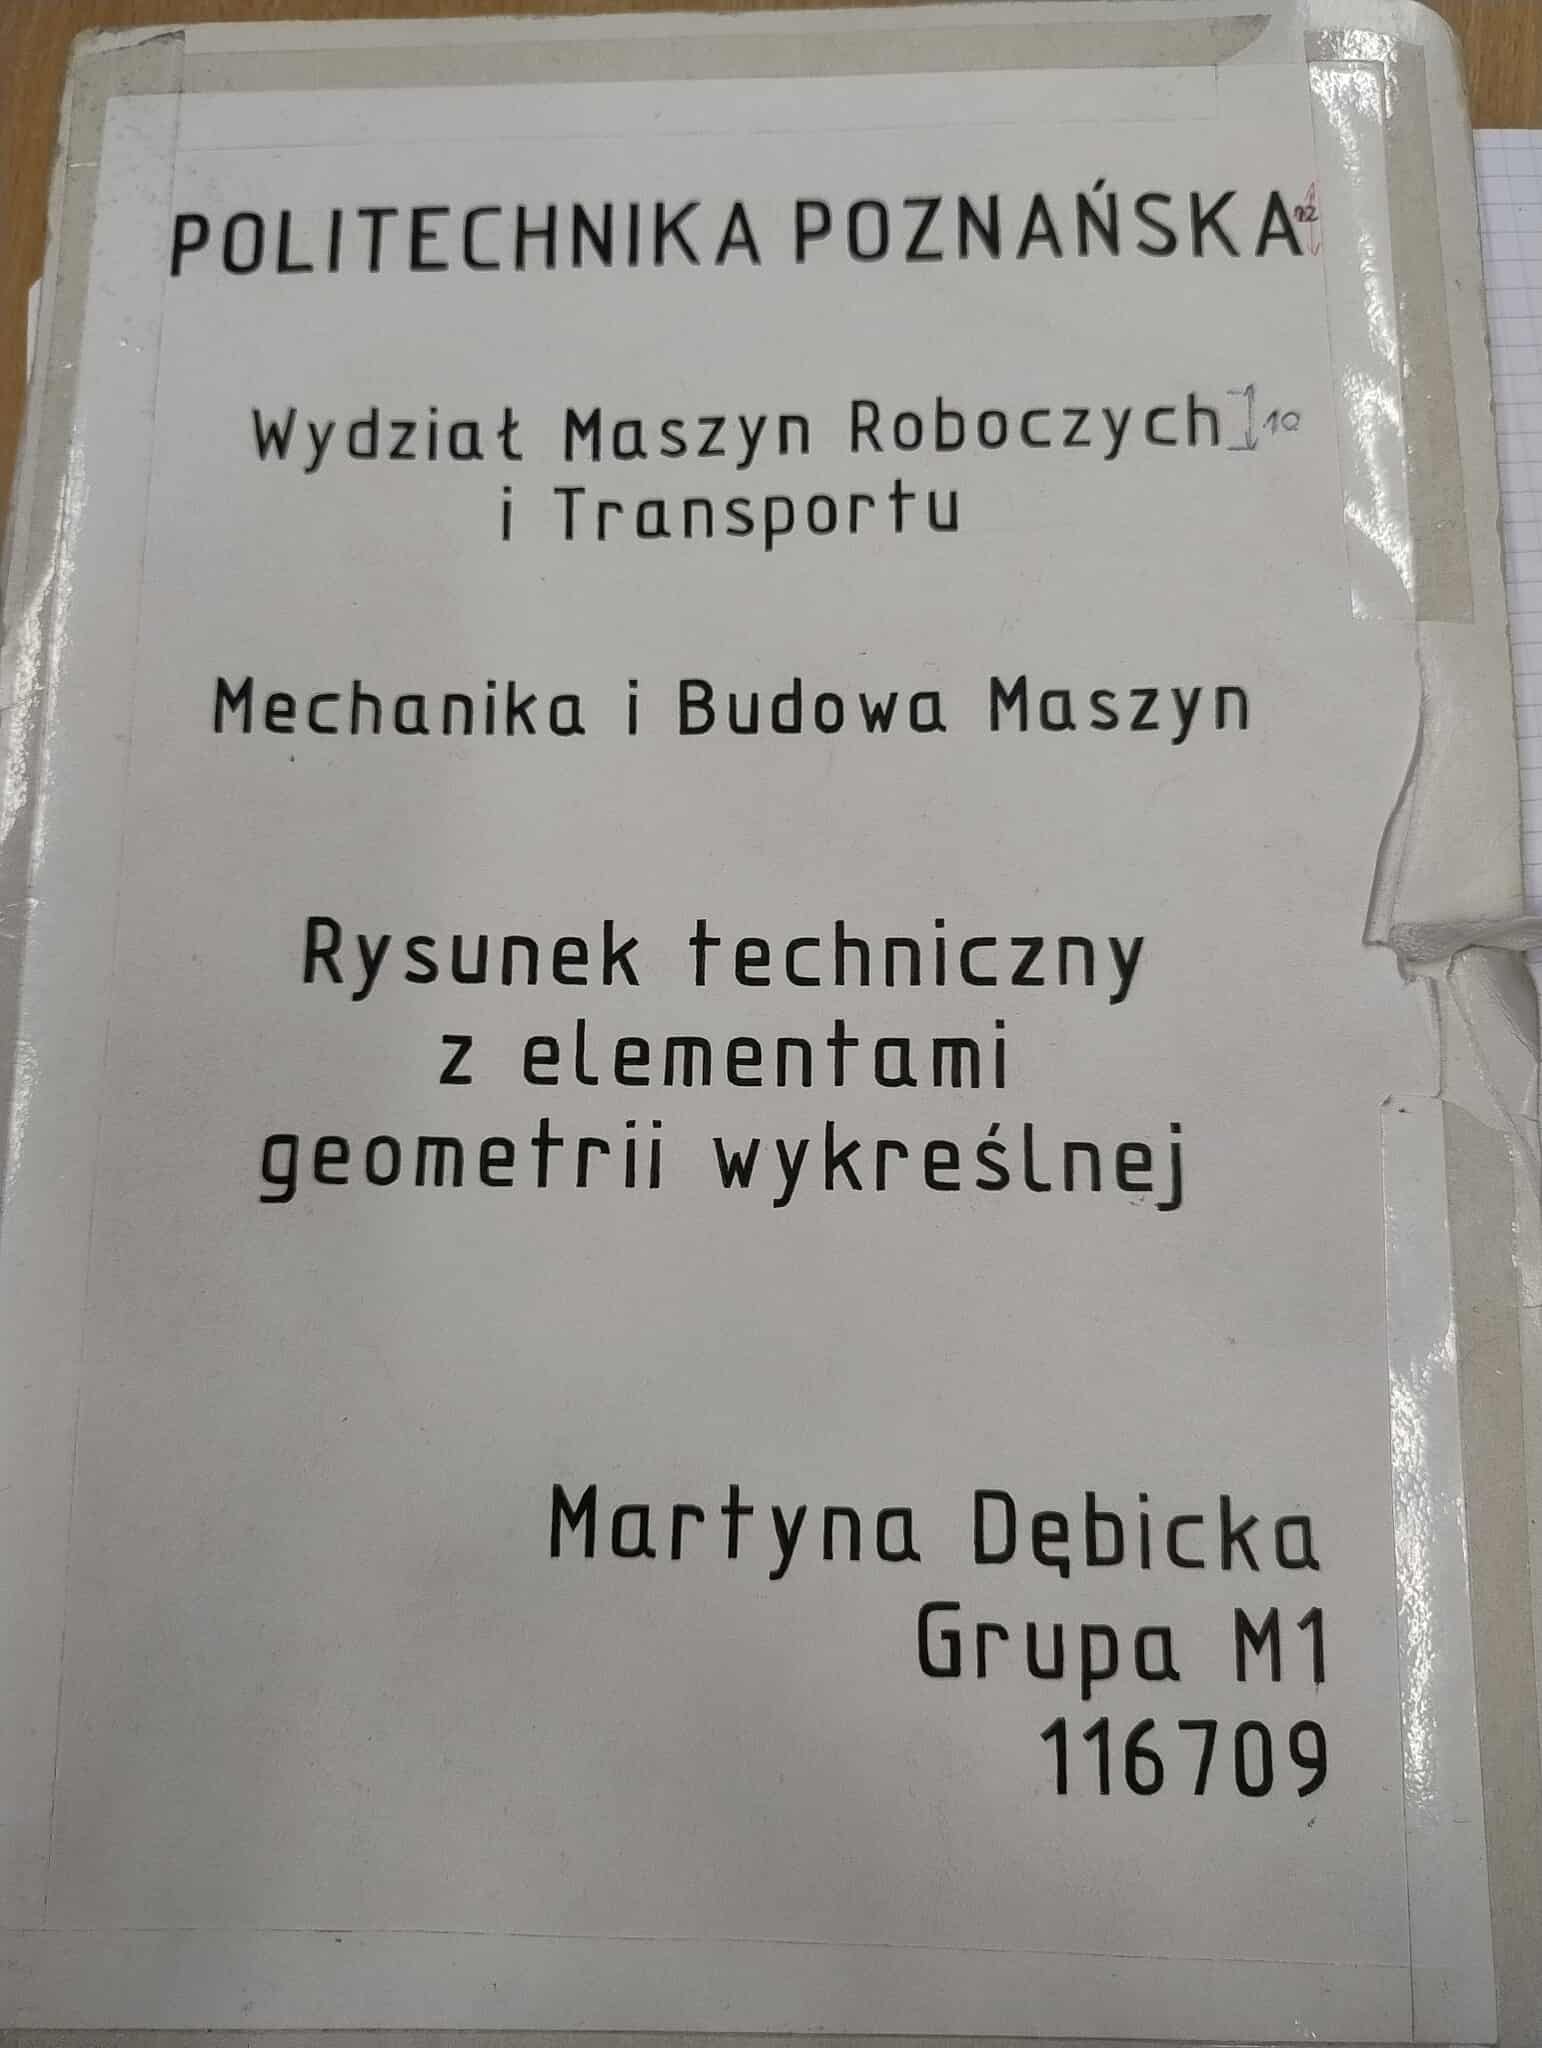 POLITECHNIKA POZNAŃSKA 12
Wydział Maszyn Roboczych 10
i Transportu
Mechanika i Budowa Maszyn
Rysunek techniczny
z elementami
geometrii wykreślnej
Martyna Dębicka
Grupa M1
116709